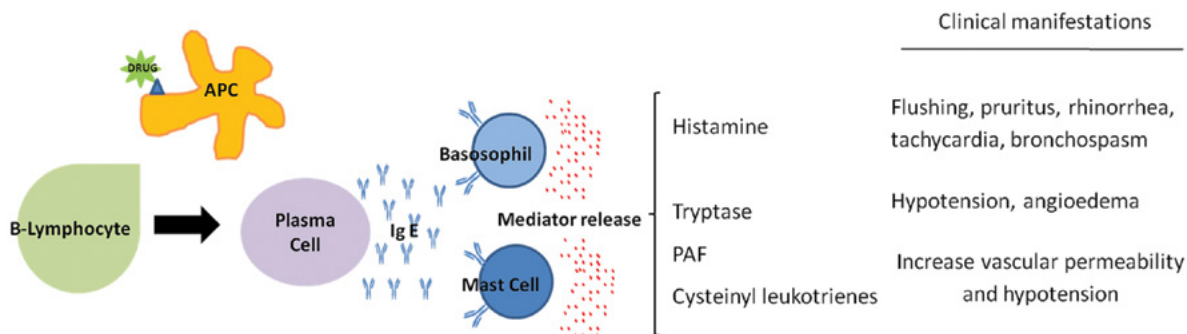 Clinical manifestations
DRUG
APC
Histamine
Flushing, pruritus, rhinorrhea,
tachycardia, bronchospasm
Basosophil
B-Lymphocyte
Plasma
Cell
Ig E
Mediator release
Tryptase
Hypotension, angioedema
PAF
Mast Cell
Cysteinyl leukotrienes
Increase vascular permeability
and hypotension